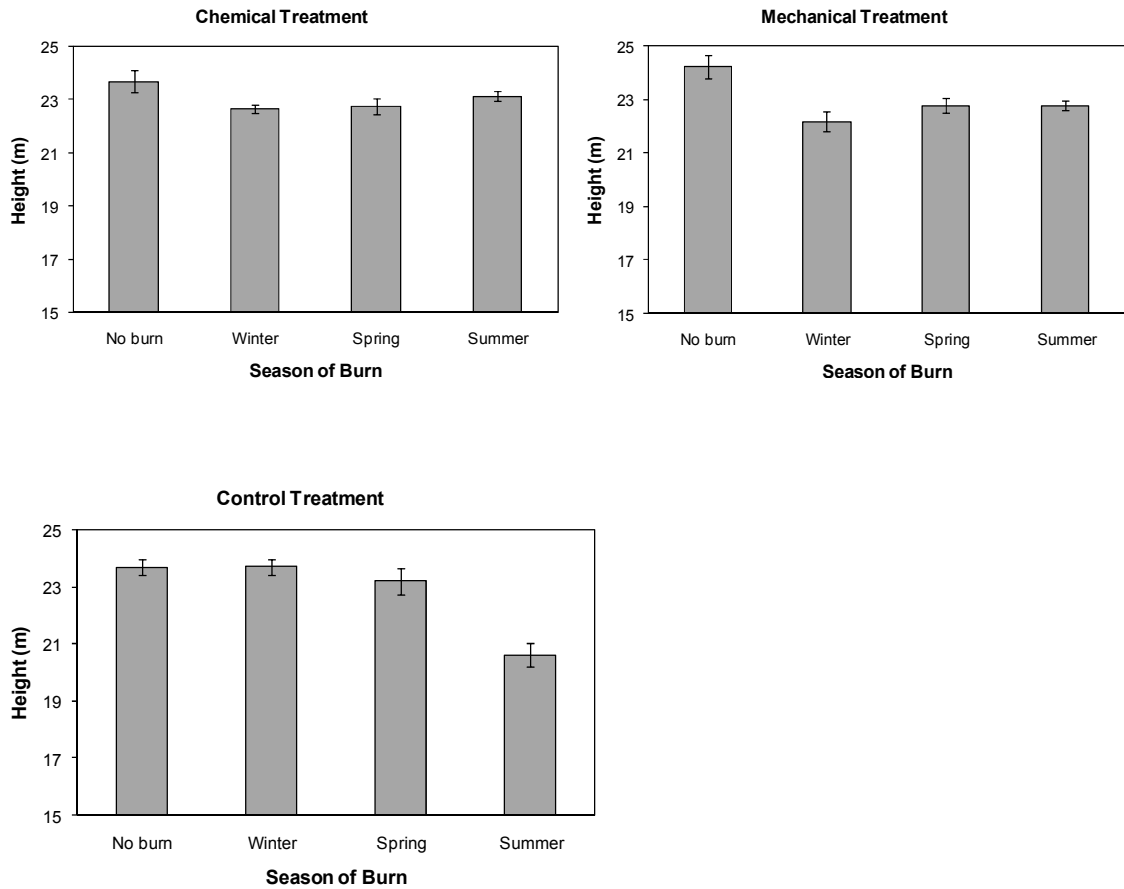 Chemical Treatment
25
23
21
19
17
15
Height (m)
No burn Winter Spring Summer
Season of Burn
Mechanical Treatment
25
23
21
19
17
15
Height (m)
No burn Winter Spring Summer
Season of Burn
Control Treatment
25
23
21
19
17
15
Height (m)
No burn Winter Spring Summer
Season of Burn